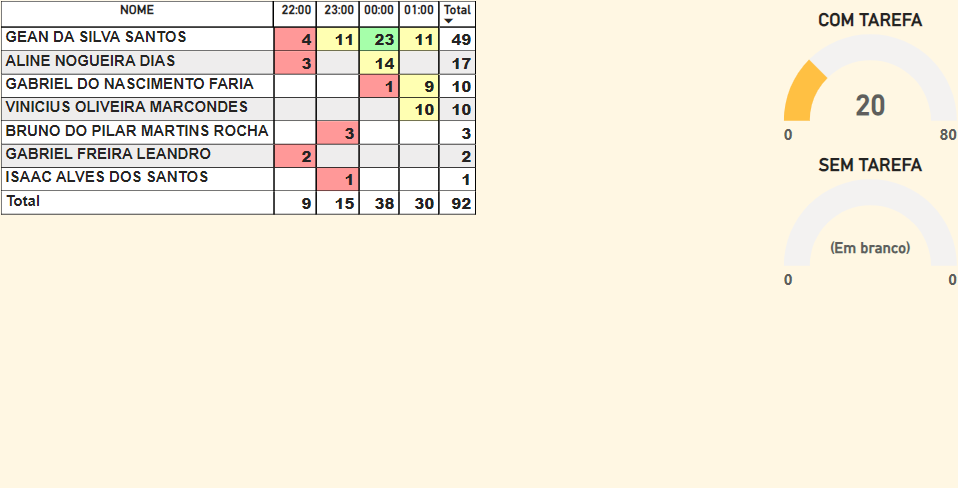 NOME 22:00 23:00 00:00 01:00 Total
GEAN DA SILVA SANTOS 4 11 23 11 49
ALINE NOGUEIRA DIAS 3 14 17
GABRIEL DO NASCIMENTO FARIA 1 9 10
VINICIUS OLIVEIRA MARCONDES 10 10
BRUNO DO PILAR MARTINS ROCHA 3 3
GABRIEL FREIRA LEANDRO 2 2
ISAAC ALVES DOS SANTOS 1 1
Total 9 15 38 30 92
COM TAREFA
20
0 80
SEM TAREFA
(Em branco)
0 0